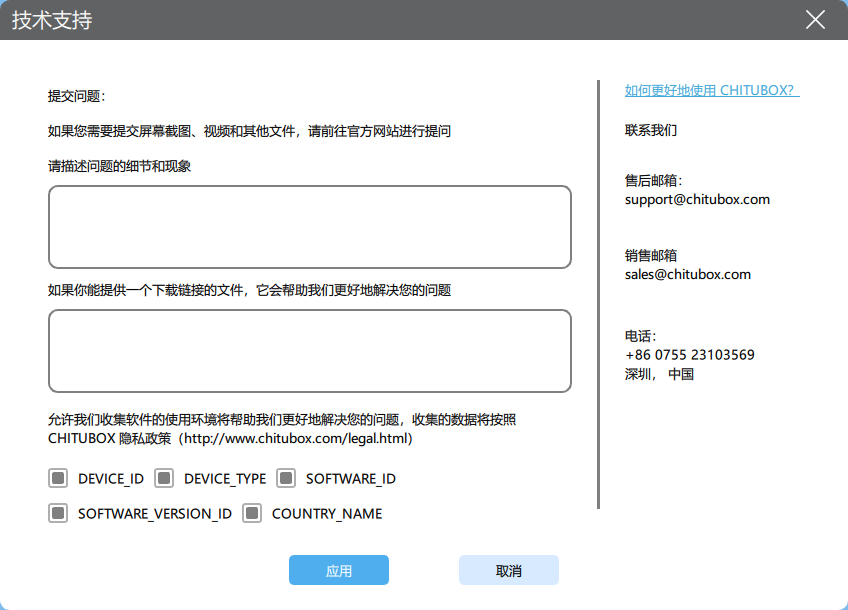 技术支持
提交问题：
如果您需要提交屏幕截图、视频和其他文件，请前往官方网站进行提问
请描述问题的细节和现象
如果你能提供一个下载链接的文件，它会帮助我们更好地解决您的问题
允许我们收集软件的使用环境将帮助我们更好地解决您的问题，收集的数据将按照
CHITUBOX 隐私政策（http://www.chitubox.com/legal.html）
DEVICE_ID DEVICE_TYPE SOFTWARE_ID
SOFTWARE_VERSION_ID COUNTRY_NAME
应用 取消
如何更好地使用 CHITUBOX？
联系我们
售后邮箱：
support@chitubox.com
销售邮箱
sales@chitubox.com
电话：
+86 0755 23103569
深圳， 中国